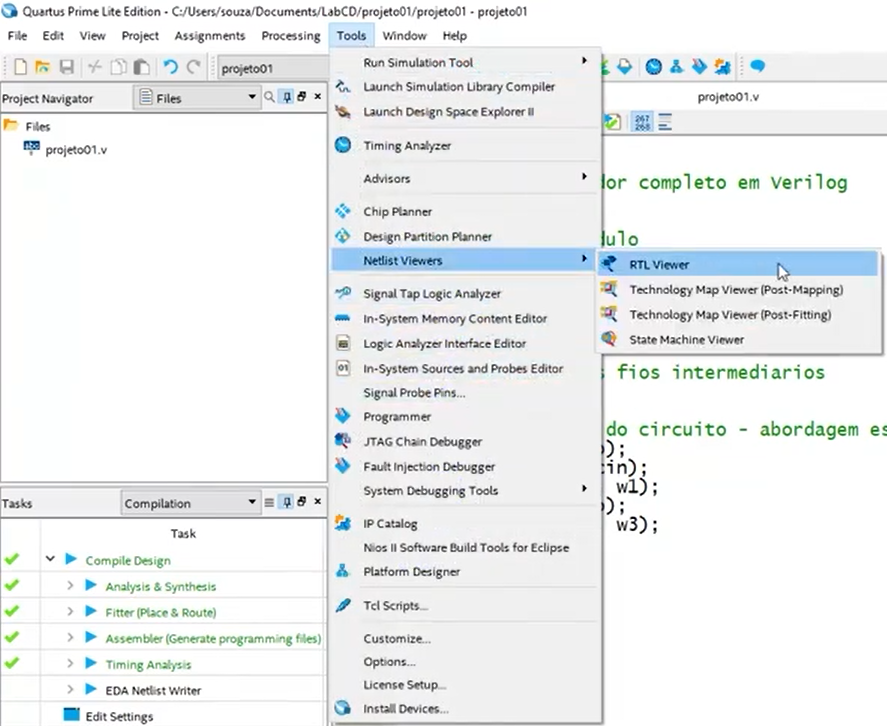 Quartus Prime Lite Edition - C:/Users/souza/Documents/LabCD/projeto01/projeto01 - projeto01
File Edit View Project Assignments Processing Tools Window Help
projeto01
Project Navigator Files
Files
projeto01.v
Run Simulation Tool
Launch Simulation Library Compiler
Launch Design Space Explorer II
Timing Analyzer
Advisors
Chip Planner
Design Partition Planner
Netlist Viewers
Signal Tap Logic Analyzer
In-System Memory Content Editor
Logic Analyzer Interface Editor
In-System Sources and Probes Editor
Signal Probe Pins...
Programmer
JTAG Chain Debugger
Fault Injection Debugger
System Debugging Tools
IP Catalog
Nios II Software Build Tools for Eclipse
Platform Designer
Tcl Scripts...
Customize...
Options...
License Setup...
Install Devices...
RTL Viewer
Technology Map Viewer (Post-Mapping)
Technology Map Viewer (Post-Fitting)
State Machine Viewer
projeto01.v
267
268
dor completo em Verilog
dulo
s fios intermediarios
do circuito - abordagem es
);
cin);
w1);
);
w3);
Tasks Compilation
Task
Compile Design
Analysis & Synthesis
Fitter (Place & Route)
Assembler (Generate programming files)
Timing Analysis
EDA Netlist Writer
Edit Settings